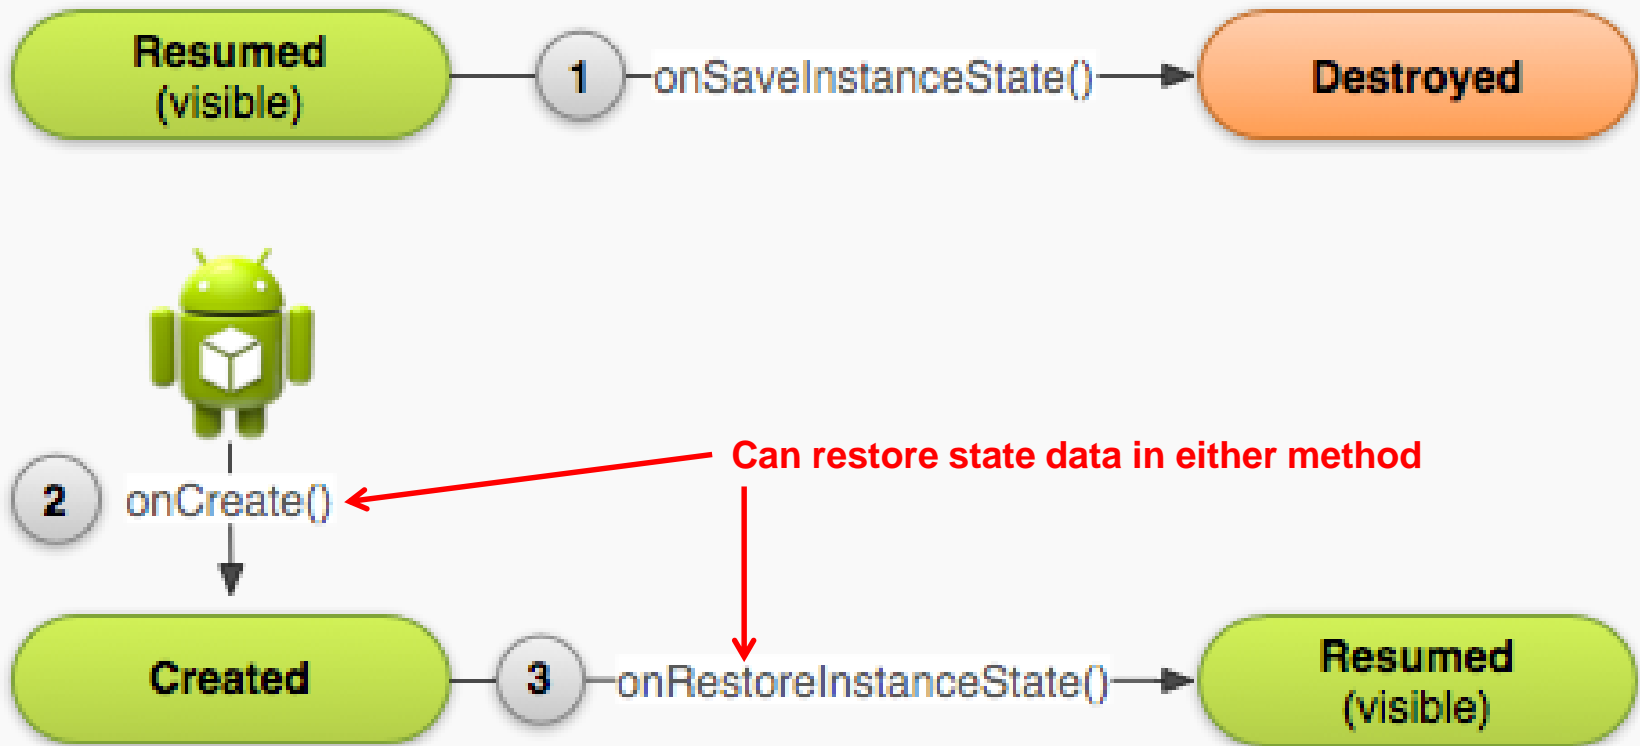 Resumed
(visible)
1
onSaveInstanceState()
Destroyed
Can restore state data in either method
2
onCreate()
Created
3
onRestoreInstanceState()
Resumed
(visible)